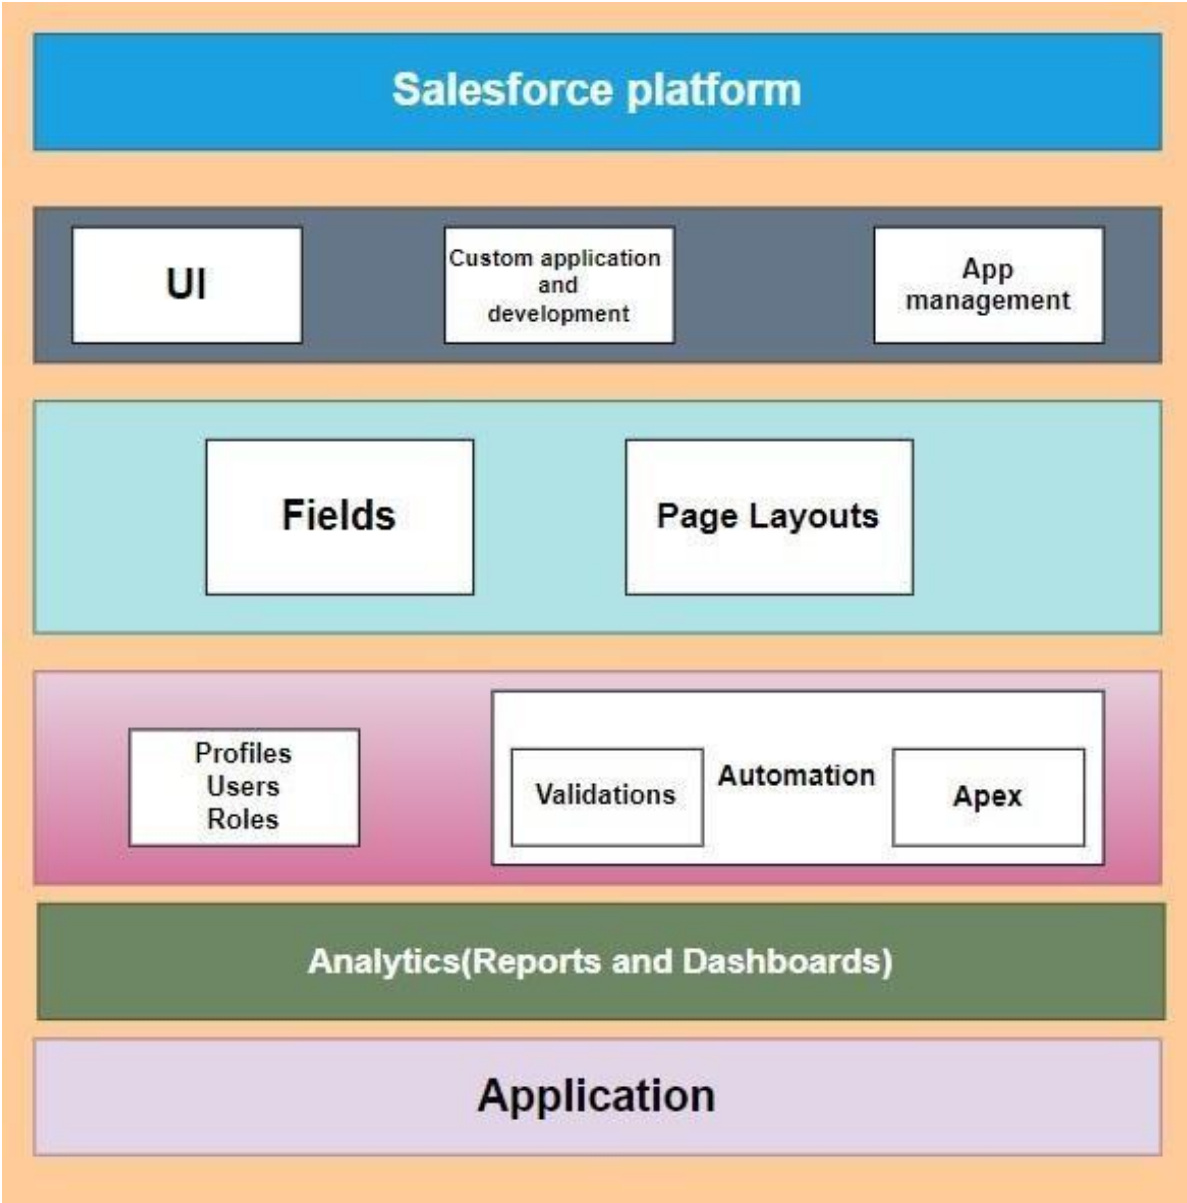 Salesforce platform
UI
Custom application
and
development
App
management
Fields
Page Layouts
Profiles
Users
Roles
Validations
Automation
Apex
Analytics(Reports and Dashboards)
Application